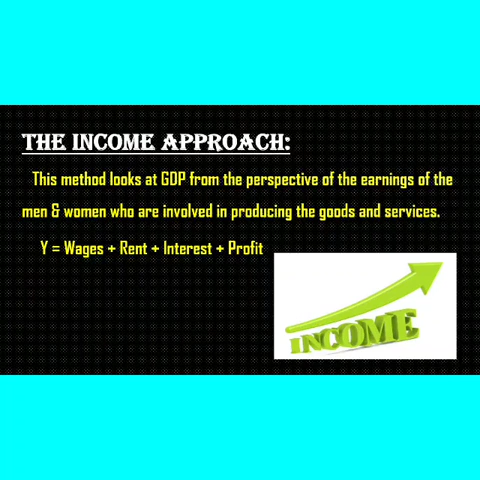 THE INCOME APPROACH:
This method looks at GDP from the perspective of the earnings of the
men & women who are involved in producing the goods and services.
Y = Wages + Rent + Interest + Profit
INCOME